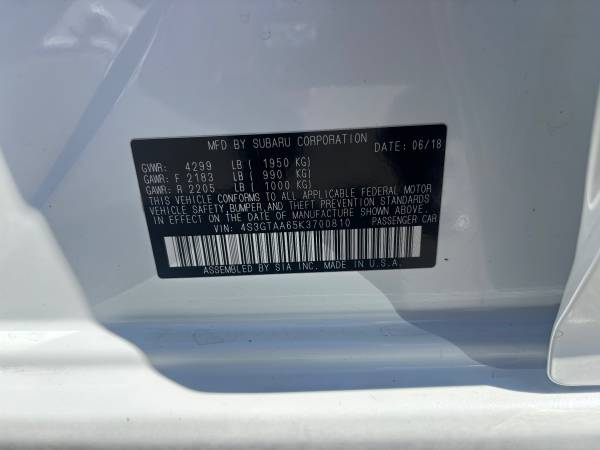 MFD BY SUBARU CORPORATION DATE: 06/18
GVWR: 4299 LB ( 1950 KG)
GAWR: F 2183 LB ( 990 KG)
GAWR: R 2205 LB ( 1000 KG)
THIS VEHICLE CONFORMS TO ALL APPLICABLE FEDERAL MOTOR
VEHICLE SAFETY, BUMPER, AND THEFT PREVENTION STANDARDS
IN EFFECT ON THE DATE OF MANUFACTURE SHOWN ABOVE.
VIN: 4S3GTAA65K3700810 PASSENGER CAR
ASSEMBLED BY SIA INC. MADE IN U.S.A.